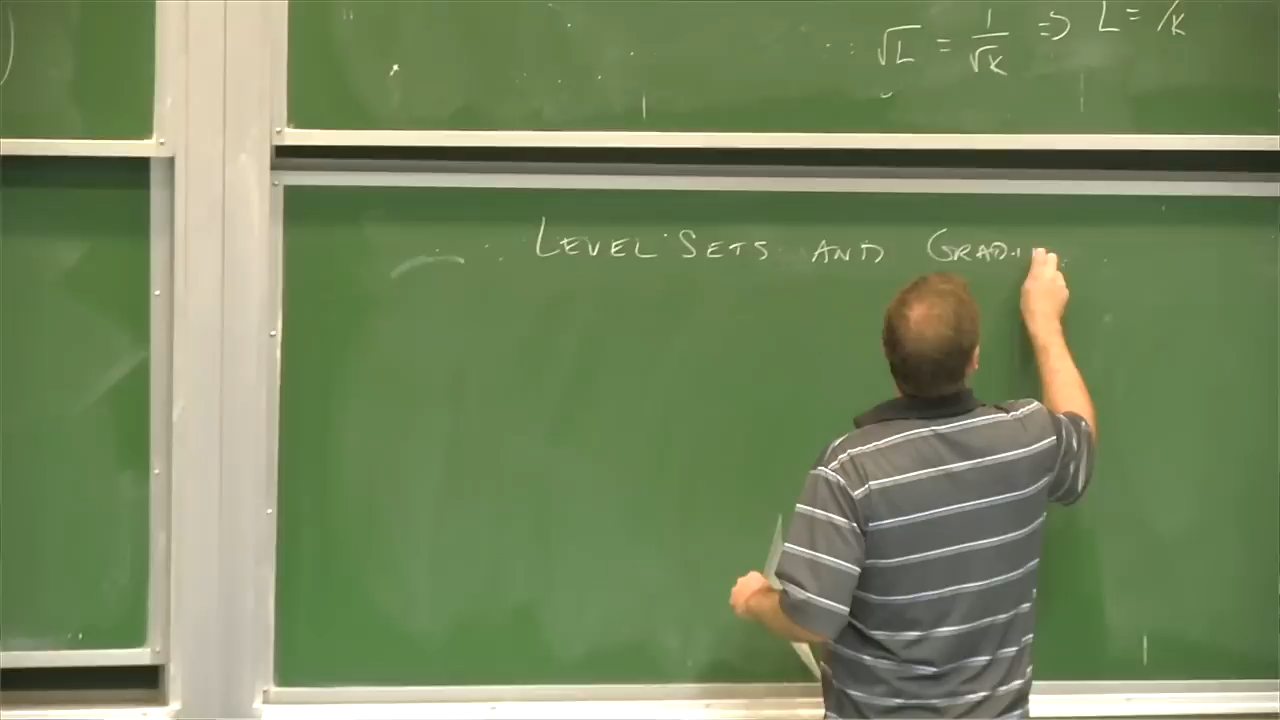 √L = 1/√K ⇒ L = 1/K
LEVEL SETS AND GRADI